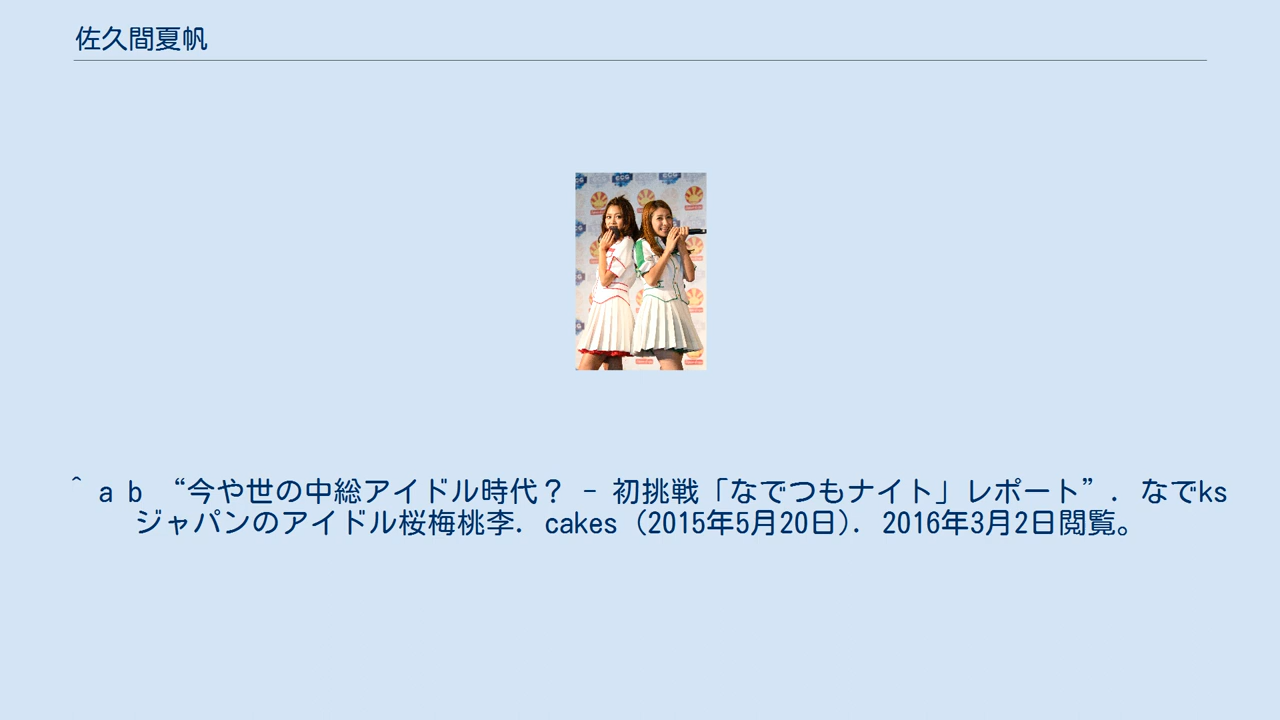 佐久間夏帆
^ a b “今や世の中総アイドル時代？ - 初挑戦「なでつもナイト」レポート”. なでks
ジャパンのアイドル桜梅桃李. cakes (2015年5月20日). 2016年3月2日閲覧。